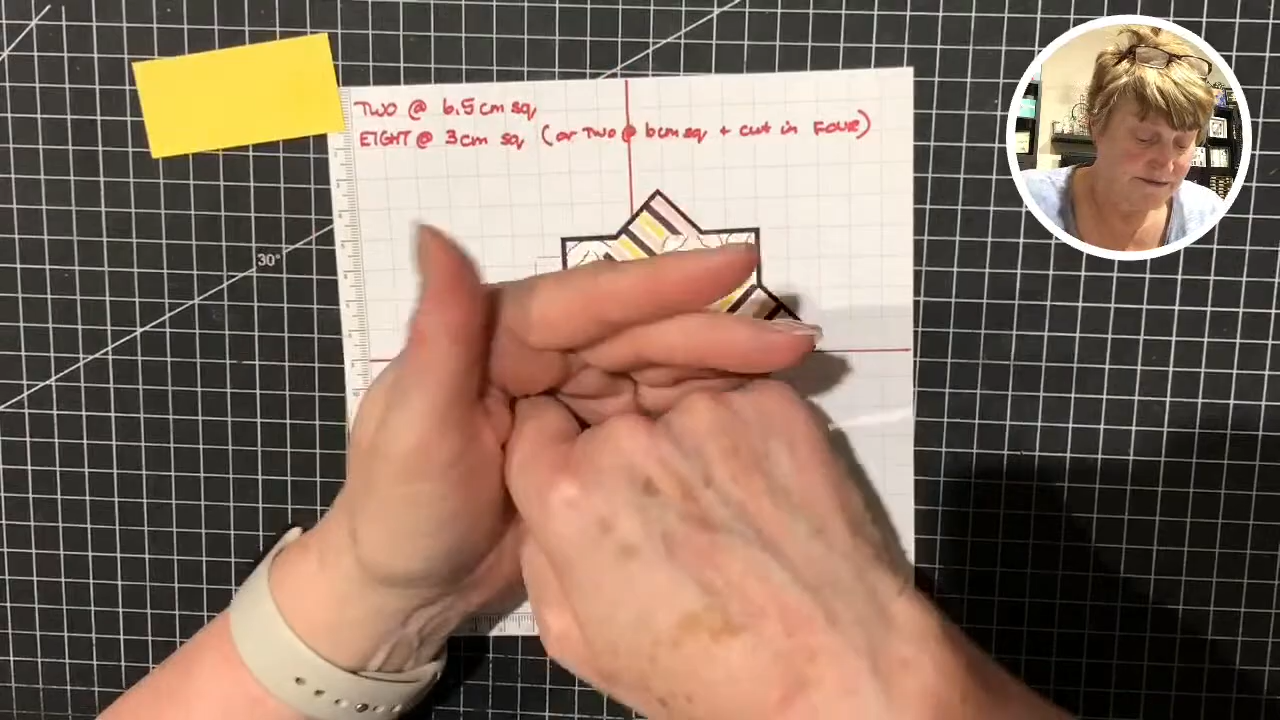 TWO @ 6.5cm sq
EIGHT @ 3cm sq (or TWO @ 6cm sq + cut in FOUR)
30°